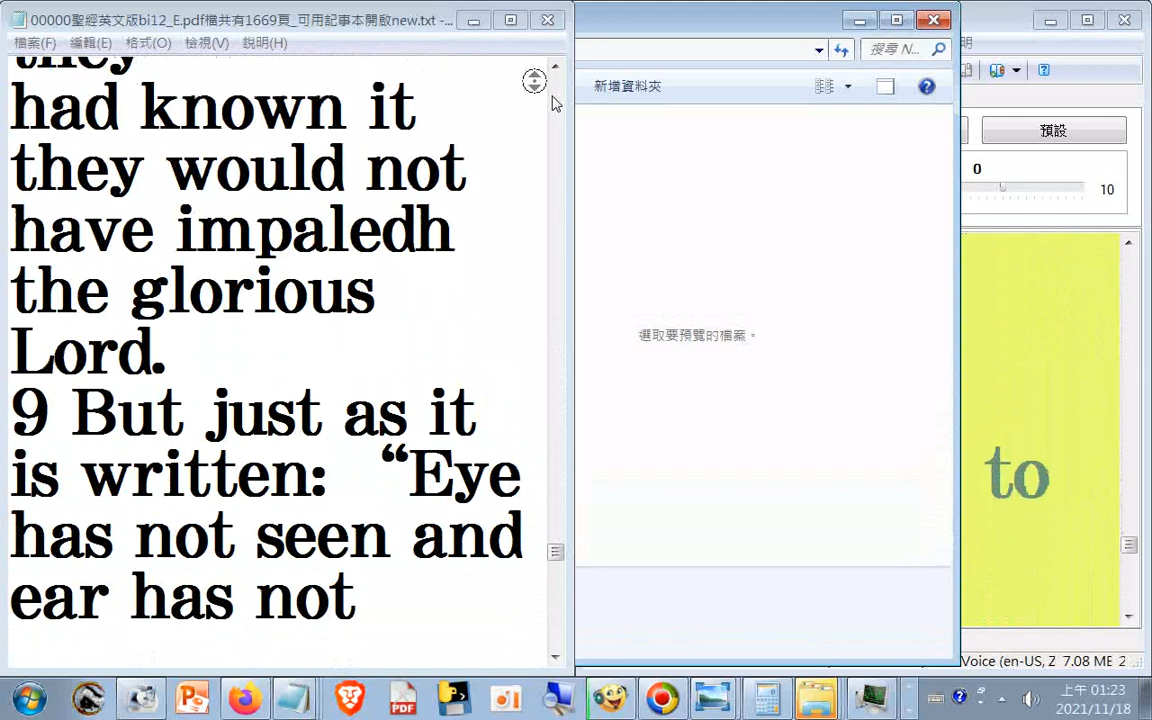 00000聖經英文版bi12_E.pdf檔共有1669頁_可用記事本開啟new.txt -...
檔案(F) 編輯(E) 格式(O) 檢視(V) 說明(H)
they
had known it
they would not
have impaledh
the glorious
Lord.
9 But just as it
is written: “Eye
has not seen and
ear has not
搜尋 N...
新增資料夾
選取要預覽的檔案。
明
預設
0
10
to
Voice (en-US, Z 7.08 ME 2
PDF
上午 01:23
2021/11/18